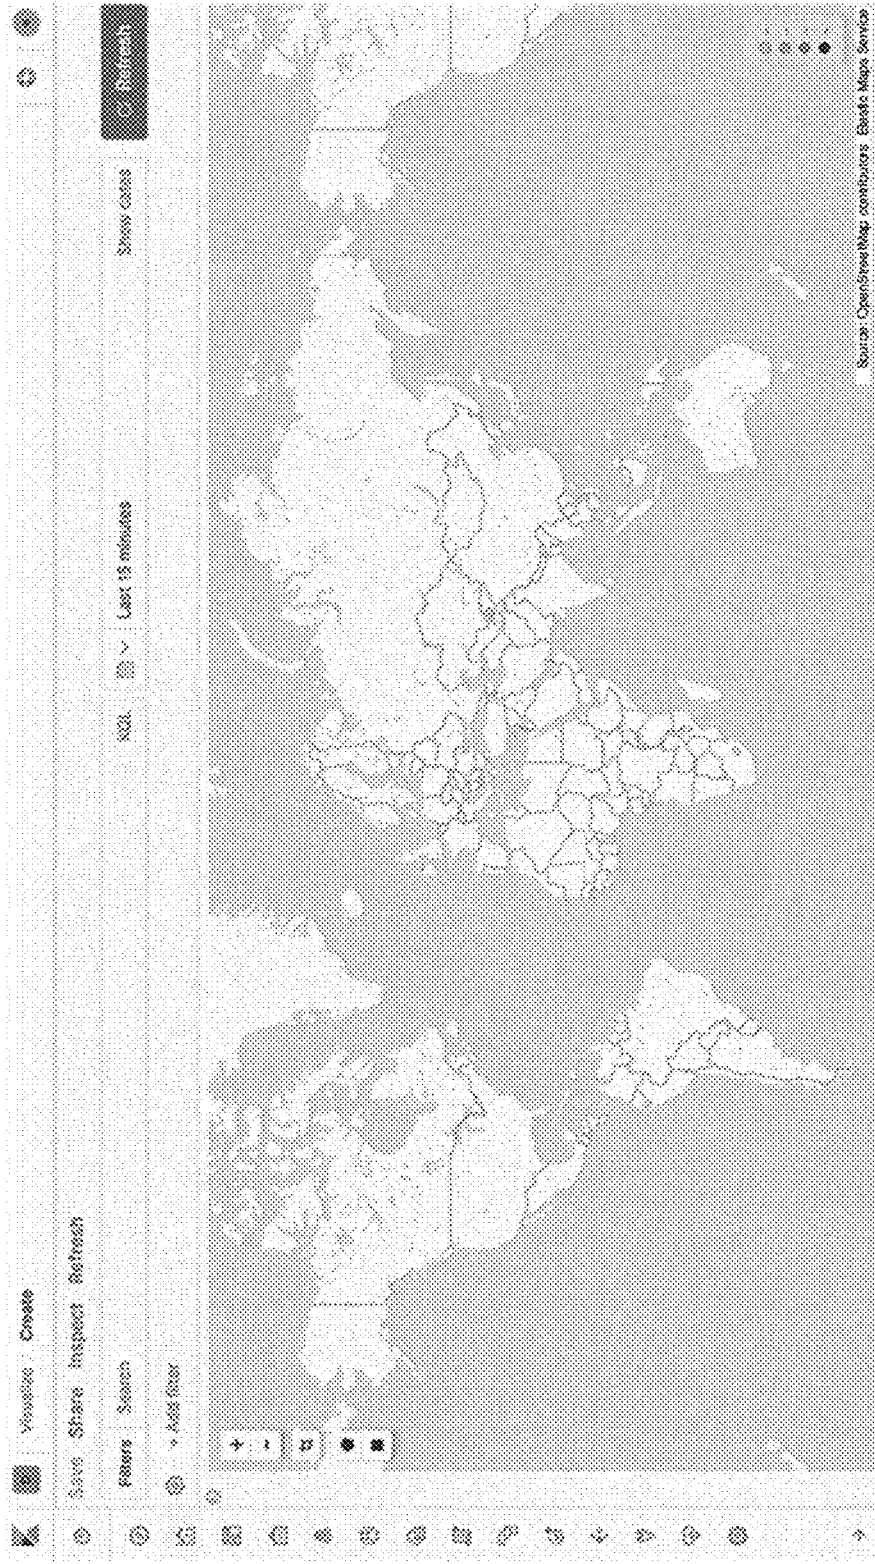 Visualize Create
Save Share Inspect Refresh
Filters Search KQL Last 15 minutes Show dates Refresh
+ Add filter
Source: OpenStreetMap contributors Elastic Maps Service